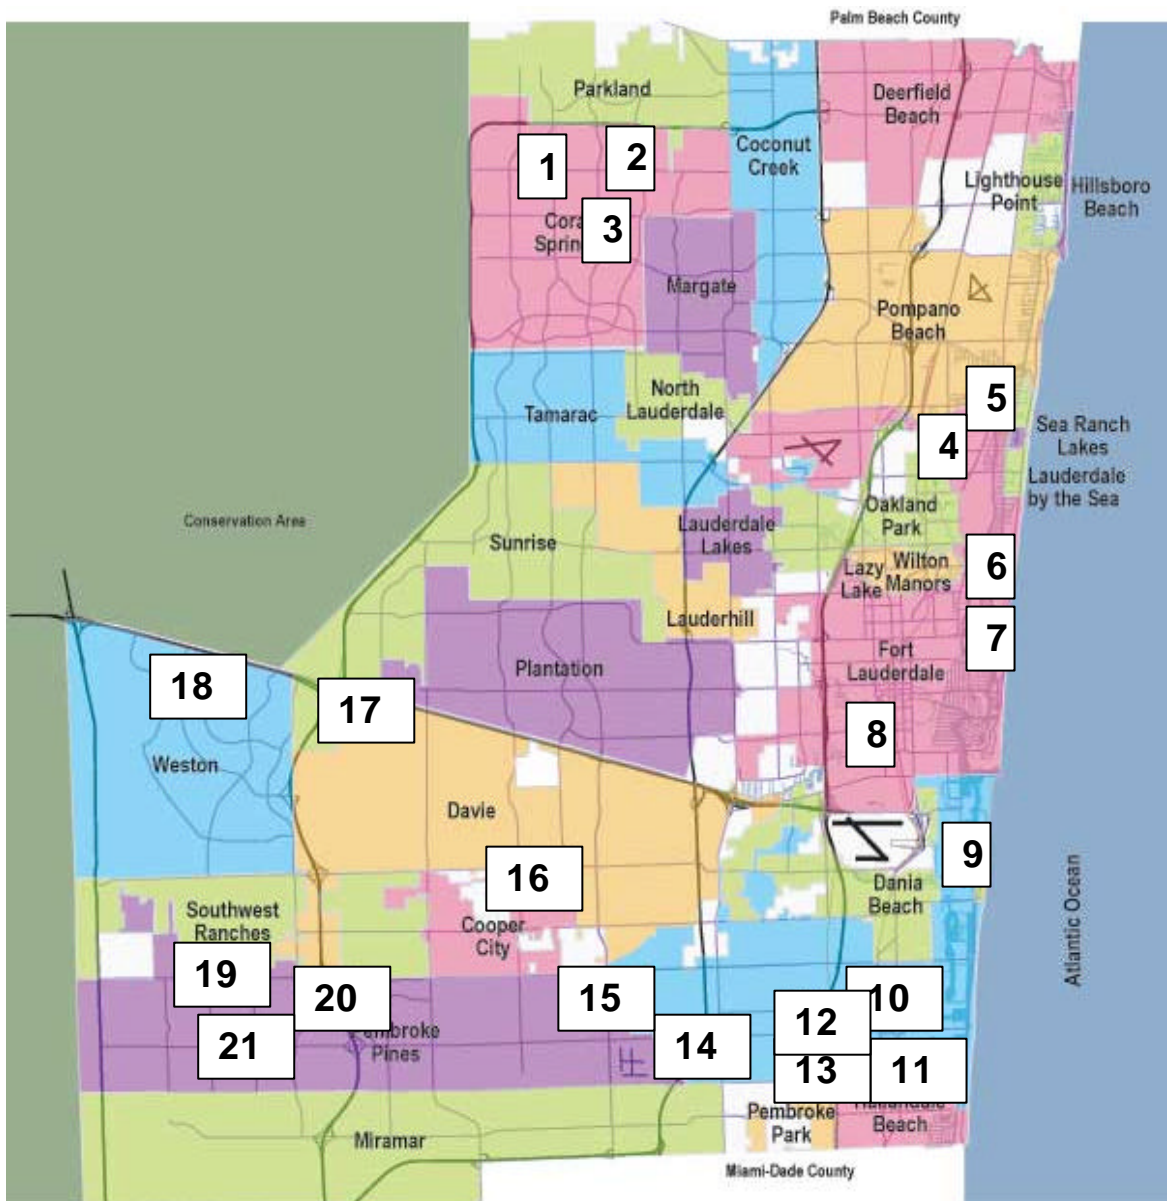 Palm Beach County
Parkland
Deerfield
Beach
1
2
Coconut
Creek
Lighthouse
Point
Hillsboro
Beach
3
Cora
Sprin
Margate
Pompano
Beach
North
Lauderdale
Tamarac
5
4
Sea Ranch
Lakes
Lauderdale
by the Sea
Conservation Area
Sunrise
Lauderdale
Lakes
Oakland
Park
Lazy
Lake
Wilton
Manors
6
Lauderhill
7
Plantation
Fort
Lauderdale
18
17
8
Weston
Davie
9
16
Dania
Beach
Southwest
Ranches
Cooper
City
Atlantic Ocean
19
20
15
10
12
21
Pembroke
Pines
14
13
11
Hallandale
Beach
Pembroke
Park
Miramar
Miami-Dade County